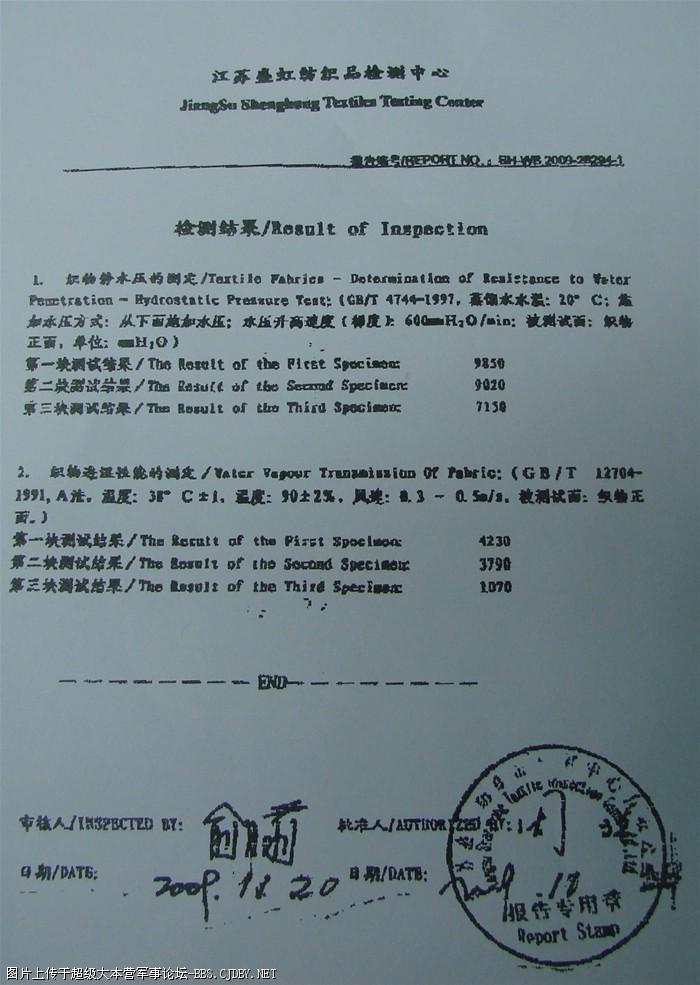 江苏盛虹纺织品检测中心
JiangSu Shenghong Textiles Testing Center
报告编号/REPORT NO.: SH-WB 2009-28294-1
检测结果/Result of Inspection
1. 织物静水压的测定/Textile Fabrics - Determination of Resistance to Water
Penetration - Hydrostatic Pressure Test: (GB/T 4744-1997, 蒸馏水水温: 20° C; 施
加水压方式: 从下面施加水压; 水压升高速度 (梯度): 600mmH₂O/min; 被测试面: 织物
正面, 单位: mmH₂O)
第一块测试结果/The Result of the First Specimen: 9850
第二块测试结果/The Result of the Second Specimen: 9020
第三块测试结果/The Result of the Third Specimen: 7150
2. 织物透湿性能的测定/Water Vapour Transmission Of Fabric: (GB/T 12704-
1991, A法, 温度: 38° C±1, 湿度: 90±2%, 风速: 0.3 - 0.5m/s, 被测试面: 织物正
面。)
第一块测试结果/The Result of the First Specimen: 4230
第二块测试结果/The Result of the Second Specimen: 3790
第三块测试结果/The Result of the Third Specimen: 1070
END
审核人/INSPECTED BY: 批准人/AUTHORIZED BY:
日期/DATE: 2009.12.20 日期/DATE:
报告专用章
Report Stamp
图片上传于超级大本营军事论坛-BBS.CJDBY.NET